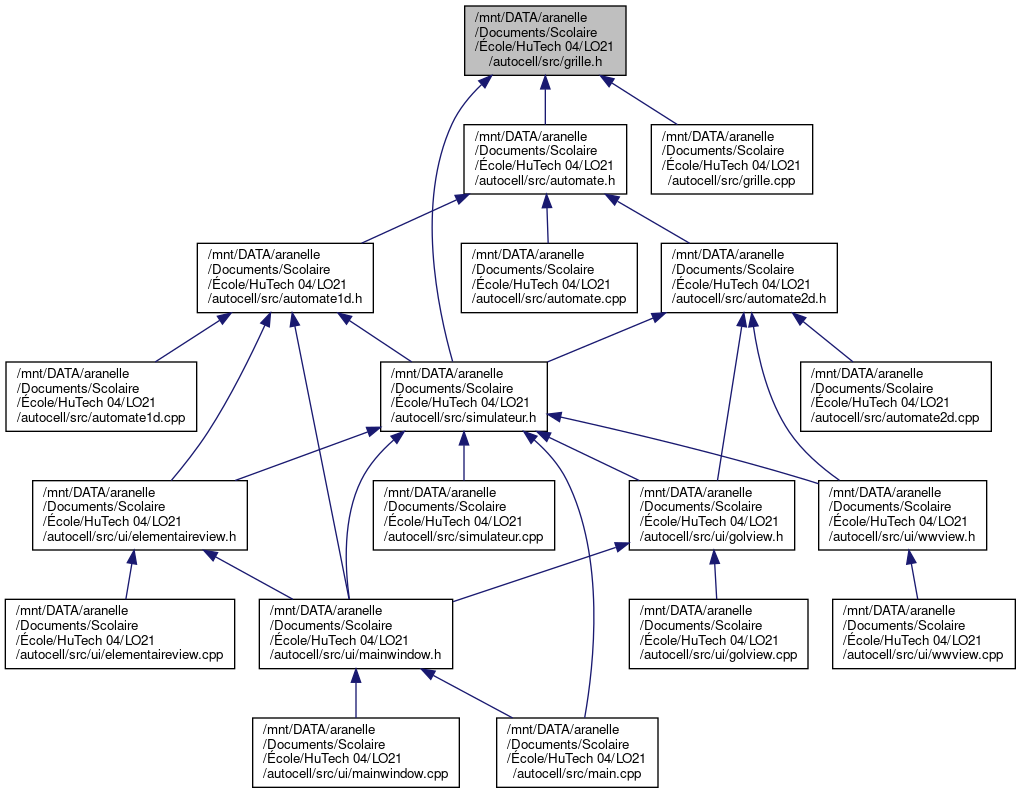 /mnt/DATA/aranelle
/Documents/Scolaire
/École/HuTech 04/LO21
/autocell/src/grille.h
/mnt/DATA/aranelle
/Documents/Scolaire
/École/HuTech 04/LO21
/autocell/src/automate.h
/mnt/DATA/aranelle
/Documents/Scolaire
/École/HuTech 04/LO21
/autocell/src/grille.cpp
/mnt/DATA/aranelle
/Documents/Scolaire
/École/HuTech 04/LO21
/autocell/src/automate1d.h
/mnt/DATA/aranelle
/Documents/Scolaire
/École/HuTech 04/LO21
/autocell/src/automate.cpp
/mnt/DATA/aranelle
/Documents/Scolaire
/École/HuTech 04/LO21
/autocell/src/automate2d.h
/mnt/DATA/aranelle
/Documents/Scolaire
/École/HuTech 04/LO21
/autocell/src/automate1d.cpp
/mnt/DATA/aranelle
/Documents/Scolaire
/École/HuTech 04/LO21
/autocell/src/simulateur.h
/mnt/DATA/aranelle
/Documents/Scolaire
/École/HuTech 04/LO21
/autocell/src/automate2d.cpp
/mnt/DATA/aranelle
/Documents/Scolaire
/École/HuTech 04/LO21
/autocell/src/ui/elementaireview.h
/mnt/DATA/aranelle
/Documents/Scolaire
/École/HuTech 04/LO21
/autocell/src/simulateur.cpp
/mnt/DATA/aranelle
/Documents/Scolaire
/École/HuTech 04/LO21
/autocell/src/ui/golview.h
/mnt/DATA/aranelle
/Documents/Scolaire
/École/HuTech 04/LO21
/autocell/src/ui/wwview.h
/mnt/DATA/aranelle
/Documents/Scolaire
/École/HuTech 04/LO21
/autocell/src/ui/elementaireview.cpp
/mnt/DATA/aranelle
/Documents/Scolaire
/École/HuTech 04/LO21
/autocell/src/ui/mainwindow.h
/mnt/DATA/aranelle
/Documents/Scolaire
/École/HuTech 04/LO21
/autocell/src/ui/golview.cpp
/mnt/DATA/aranelle
/Documents/Scolaire
/École/HuTech 04/LO21
/autocell/src/ui/wwview.cpp
/mnt/DATA/aranelle
/Documents/Scolaire
/École/HuTech 04/LO21
/autocell/src/ui/mainwindow.cpp
/mnt/DATA/aranelle
/Documents/Scolaire
/École/HuTech 04/LO21
/autocell/src/main.cpp